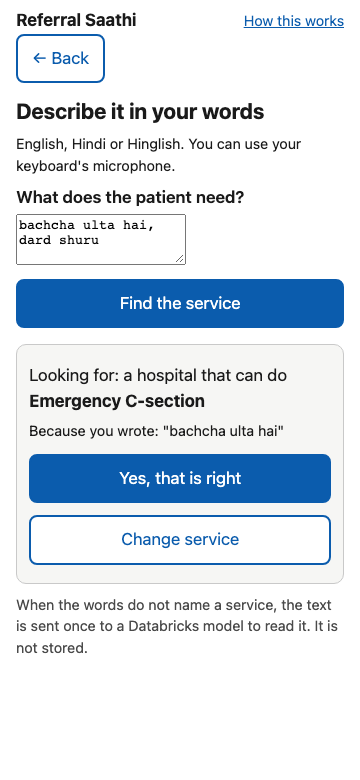 Referral Saathi
How this works
← Back
Describe it in your words
English, Hindi or Hinglish. You can use your
keyboard's microphone.
What does the patient need?
bachcha ulta hai,
dard shuru
Find the service
Looking for: a hospital that can do
Emergency C-section
Because you wrote: "bachcha ulta hai"
Yes, that is right
Change service
When the words do not name a service, the text
is sent once to a Databricks model to read it. It is
not stored.